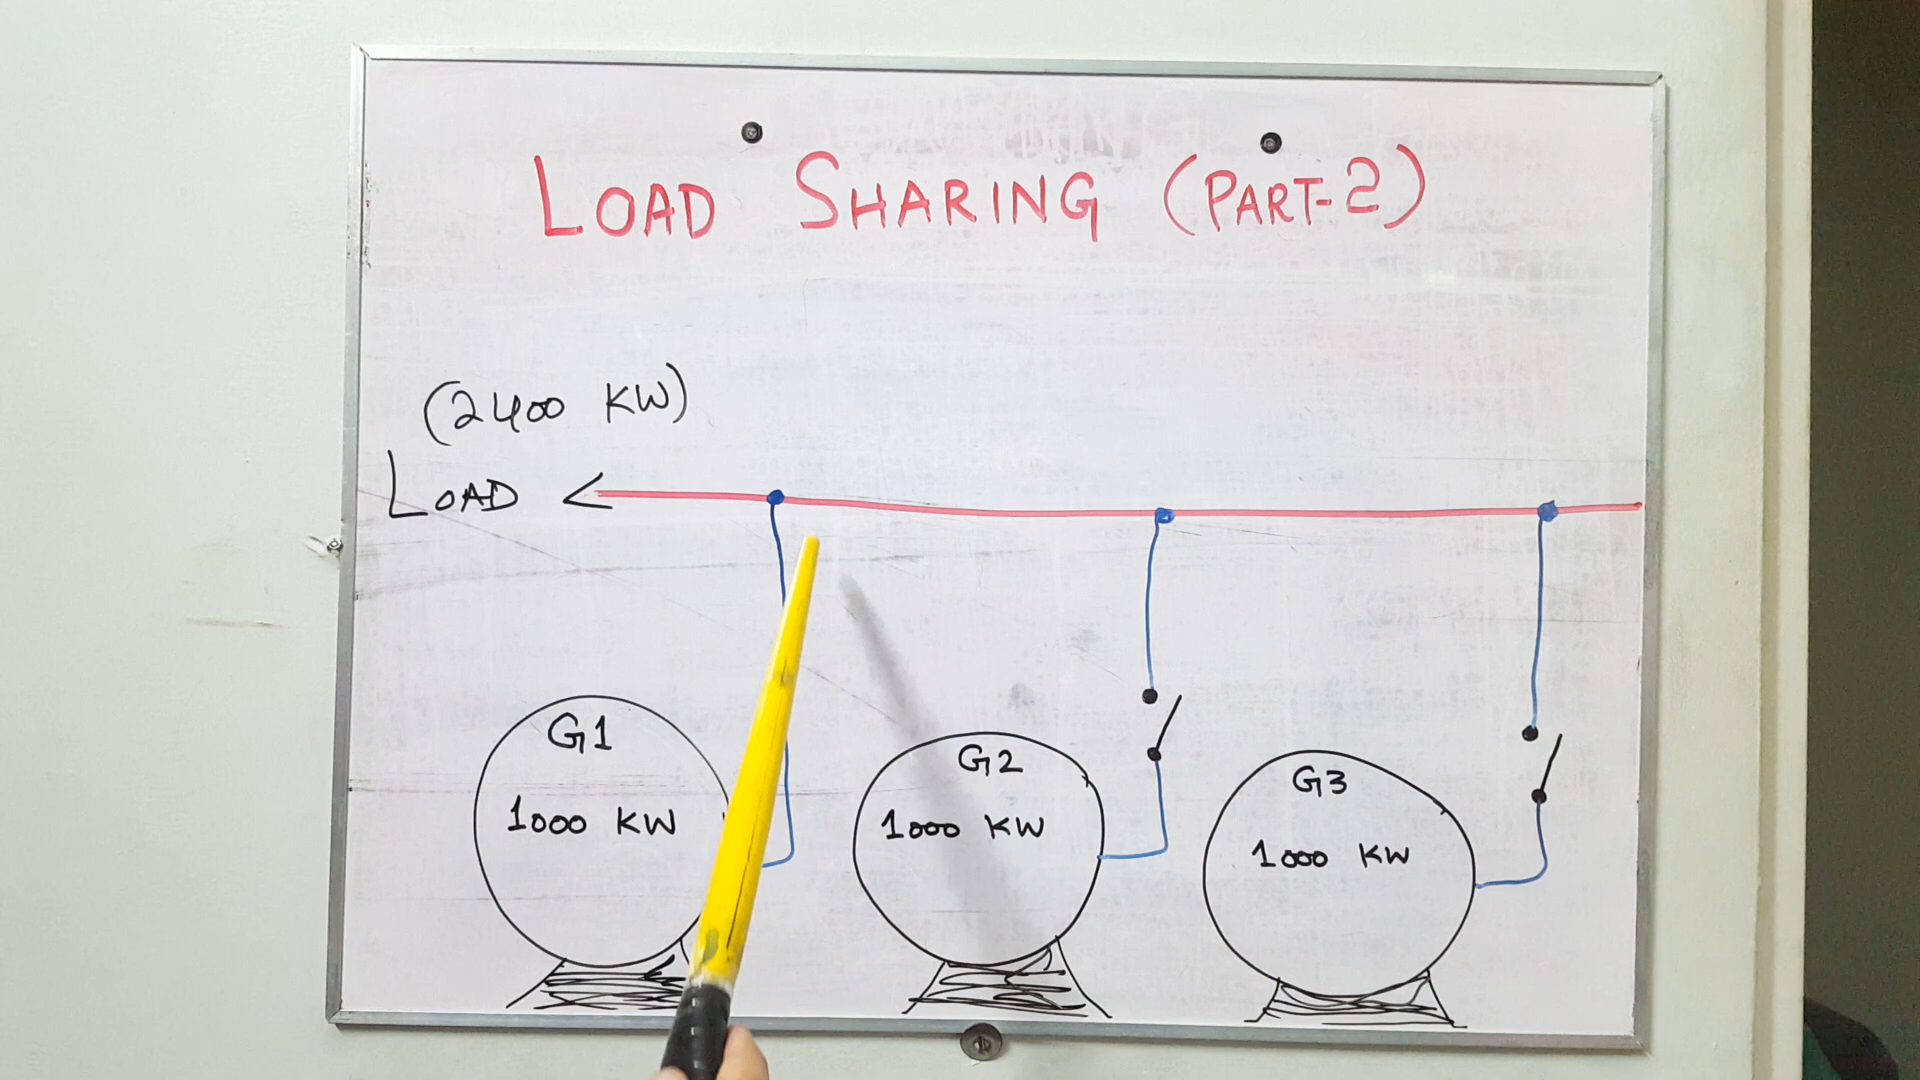 LOAD SHARING (PART-2)
(2400 KW)
LOAD
G1
1000 KW
G2
1000 KW
G3
1000 KW